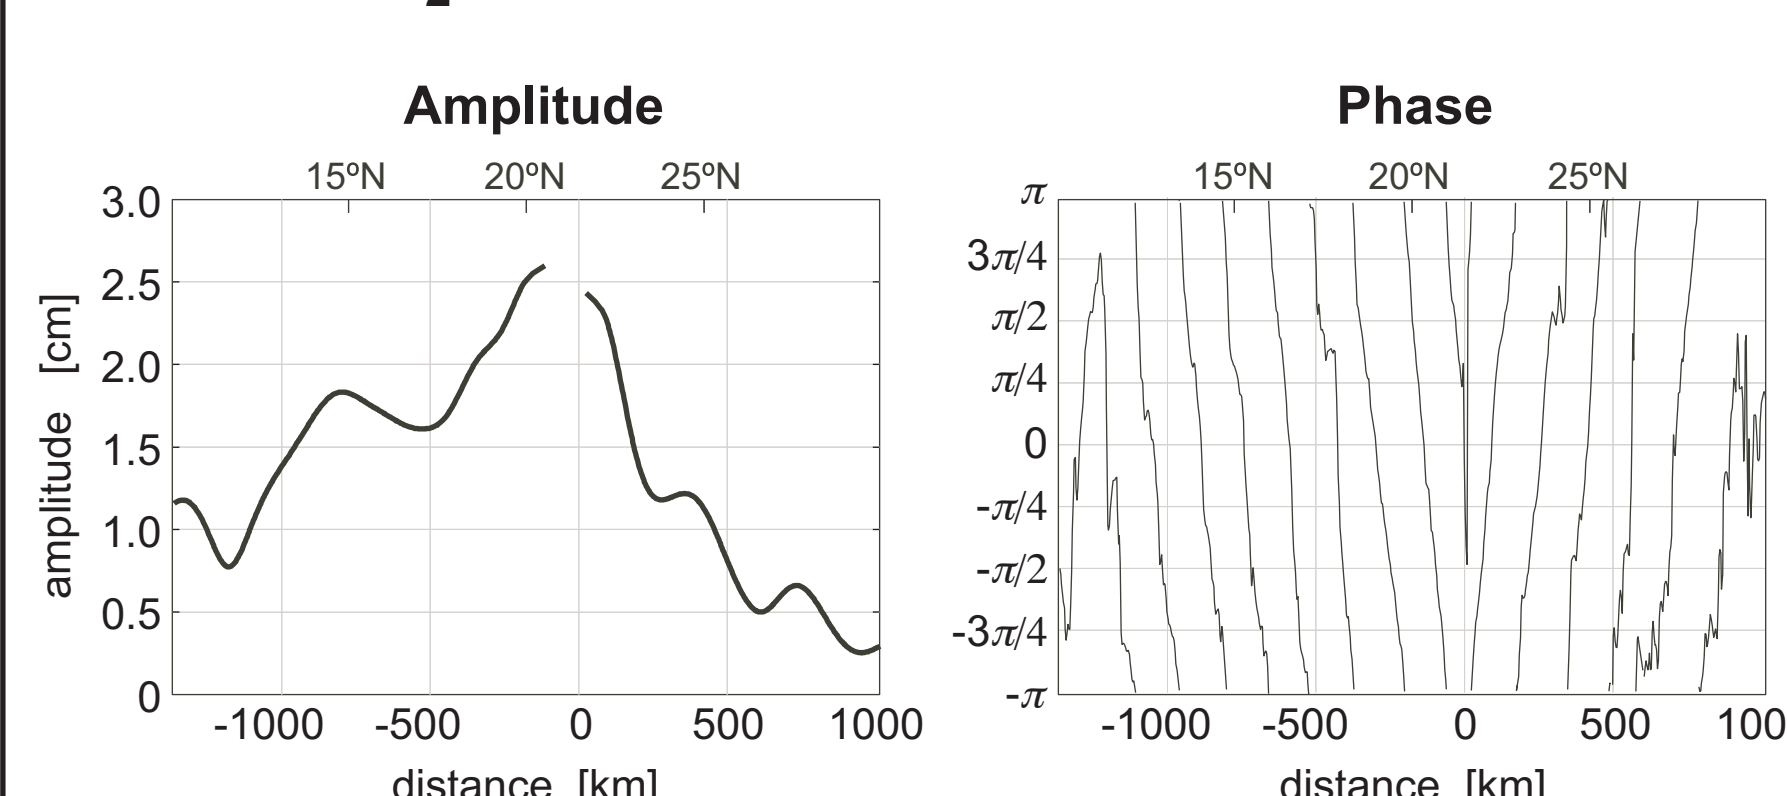 2
Amplitude Phase
15ºN 20ºN 25ºN 15ºN 20ºN 25ºN
3.0 π
2.5 3π/4
2.0 π/2
1.5 π/4
1.0 0
0.5 -π/4
0 -π/2
-3π/4
-π
amplitude [cm]
-1000 -500 0 500 1000 -1000 -500 0 500 100
distance [km] distance [km]